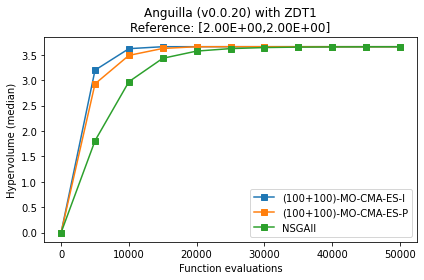 Anguilla (v0.0.20) with ZDT1
Reference: [2.00E+00,2.00E+00]
Hypervolume (median)
3.5
3.0
2.5
2.0
1.5
1.0
0.5
0.0
(100+100)-MO-CMA-ES-I
(100+100)-MO-CMA-ES-P
NSGAII
0
10000
20000
30000
40000
50000
Function evaluations